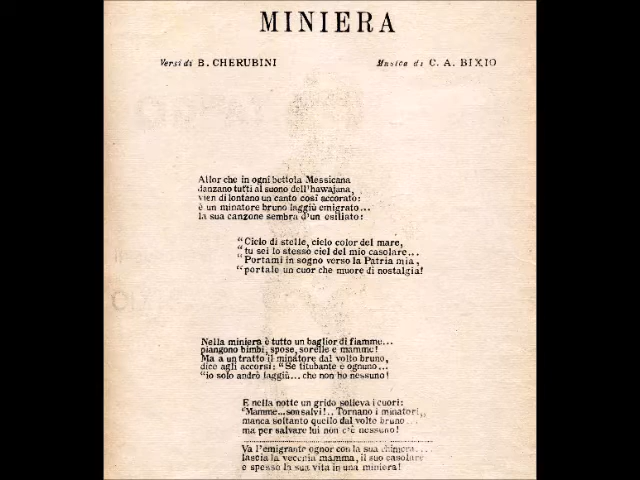 MINIERA
Versi di B. CHERUBINI
Musica di C. A. BIXIO
Allor che in ogni bettola Messicana
danzano tutti al suono dell'hawajana,
vien di lontano un canto così accorato:
è un minatore bruno laggiù emigrato...
la sua canzone sembra d'un esiliato:
"Cielo di stelle, cielo color del mare,
"tu sei lo stesso ciel del mio casolare...
"Portami in sogno verso la Patria mia,
"portale un cuor che muore di nostalgia!
Nella miniera è tutto un baglior di fiamme...
piangono bimbi, spose, sorelle e mamme!
Ma a un tratto il minatore dal volto bruno,
dice agli accorsi: "Se titubante e ognuno...
"io solo andrò laggiù... che non ho nessuno!
E nella notte un grido solleva i cuori:
"Mamme... son salvi!.. Tornano i minatori,,
manca soltanto quello dal volto bruno...
ma per salvare lui non c'è nessuno!
Va l'emigrante ognor con la sua chimera....
lascia la vecchia mamma, il suo casolare
e spesso la sua vita in una miniera!